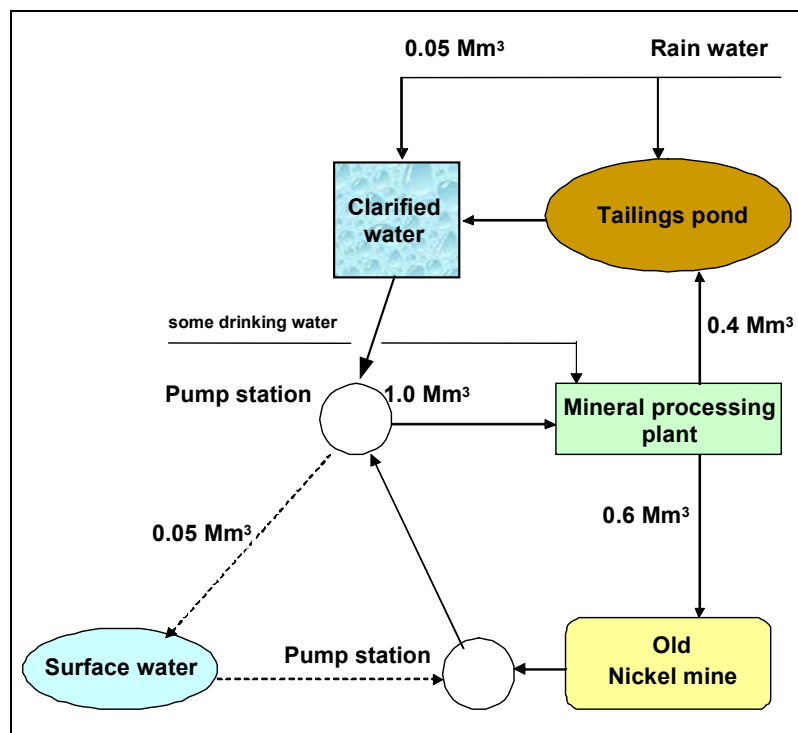 0.05 Mm³ Rain water
Clarified
water
Tailings pond
some drinking water
0.4 Mm³
Pump station
1.0 Mm³
Mineral processing
plant
0.05 Mm³
0.6 Mm³
Surface water
Pump station
Old
Nickel mine